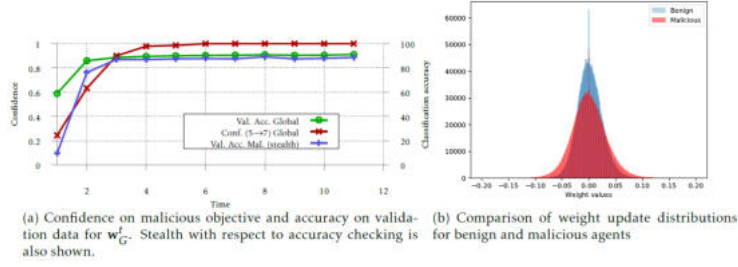 1
0.8
0.6
0.4
0.2
0
Confidence
100
80
60
40
20
0
Classification accuracy
Val. Acc. Global
Conf. (5→7) Global
Val. Acc. Mal. (stealth)
2 4 6 8 10 12
Time
Benign
Malicious
60000
50000
40000
30000
20000
10000
0
−0.20 −0.15 −0.10 −0.05 0.00 0.05 0.10 0.15 0.20
Weight values
(a) Confidence on malicious objective and accuracy on valida-
tion data for w_G^t. Stealth with respect to accuracy checking is
also shown.
(b) Comparison of weight update distributions
for benign and malicious agents